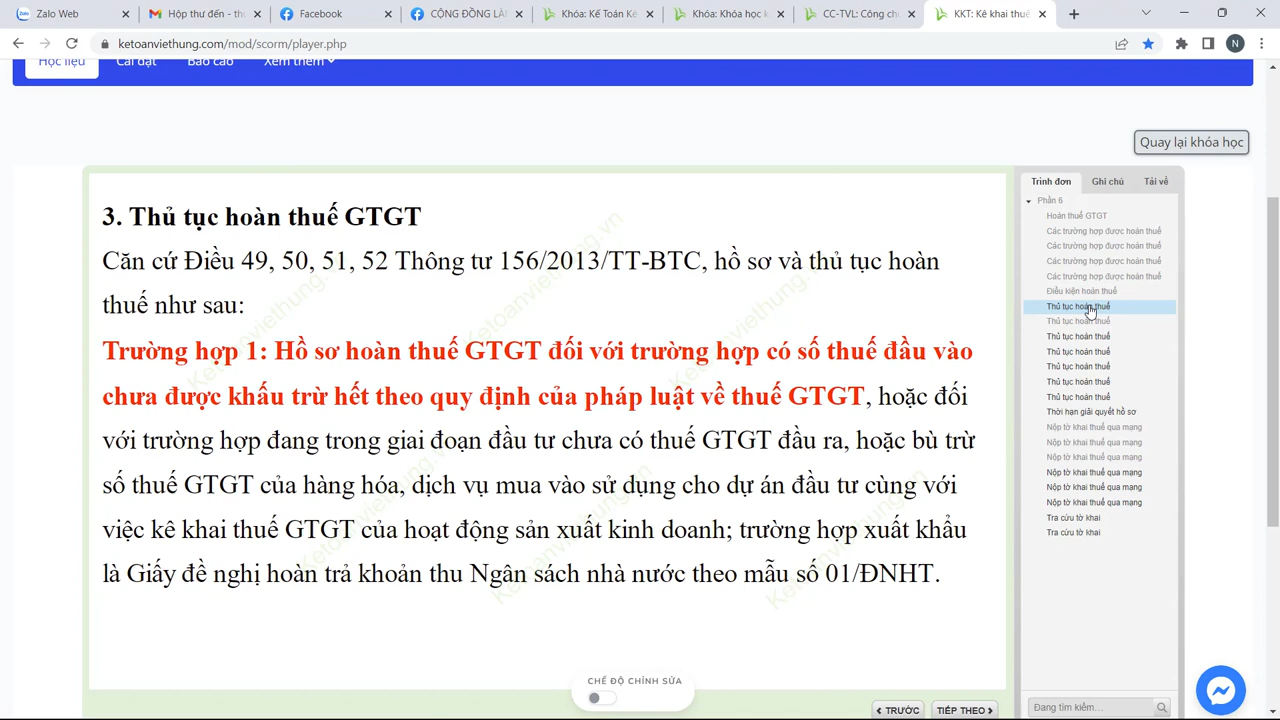 Zalo Web
Hộp thư đến - th
Facebook
CỘNG ĐỒNG LÀ
Khóa: Kế Toán Kê
Khóa: Khóa học k
CC-TVL: Công ch
KKT: Kê khai thu
ketoanviethung.com/mod/scorm/player.php
N
Học liệu
Cài đặt
Báo cáo
Xem thêm
Quay lại khóa học
3. Thủ tục hoàn thuế GTGT
Căn cứ Điều 49, 50, 51, 52 Thông tư 156/2013/TT-BTC, hồ sơ và thủ tục hoàn
thuế như sau:
Trường hợp 1: Hồ sơ hoàn thuế GTGT đối với trường hợp có số thuế đầu vào
chưa được khấu trừ hết theo quy định của pháp luật về thuế GTGT, hoặc đối
với trường hợp đang trong giai đoạn đầu tư chưa có thuế GTGT đầu ra, hoặc bù trừ
số thuế GTGT của hàng hóa, dịch vụ mua vào sử dụng cho dự án đầu tư cùng với
việc kê khai thuế GTGT của hoạt động sản xuất kinh doanh; trường hợp xuất khẩu
là Giấy đề nghị hoàn trả khoản thu Ngân sách nhà nước theo mẫu số 01/ĐNHT.
Ketoanviethung.vn
Ketoanviethung.vn
Ketoanviethung.vn
Ketoanviethung.vn
Ketoanviethung.vn
Ketoanviethung.vn
CHẾ ĐỘ CHỈNH SỬA
TRƯỚC
TIẾP THEO
Trình đơn
Ghi chú
Tải về
Phần 6
Hoàn thuế GTGT
Các trường hợp được hoàn thuế
Các trường hợp được hoàn thuế
Các trường hợp được hoàn thuế
Các trường hợp được hoàn thuế
Điều kiện hoàn thuế
Thủ tục hoàn thuế
Thủ tục hoàn thuế
Thủ tục hoàn thuế
Thủ tục hoàn thuế
Thủ tục hoàn thuế
Thủ tục hoàn thuế
Thủ tục hoàn thuế
Thời hạn giải quyết hồ sơ
Nộp tờ khai thuế qua mạng
Nộp tờ khai thuế qua mạng
Nộp tờ khai thuế qua mạng
Nộp tờ khai thuế qua mạng
Nộp tờ khai thuế qua mạng
Nộp tờ khai thuế qua mạng
Tra cứu tờ khai
Tra cứu tờ khai
Đang tìm kiếm...